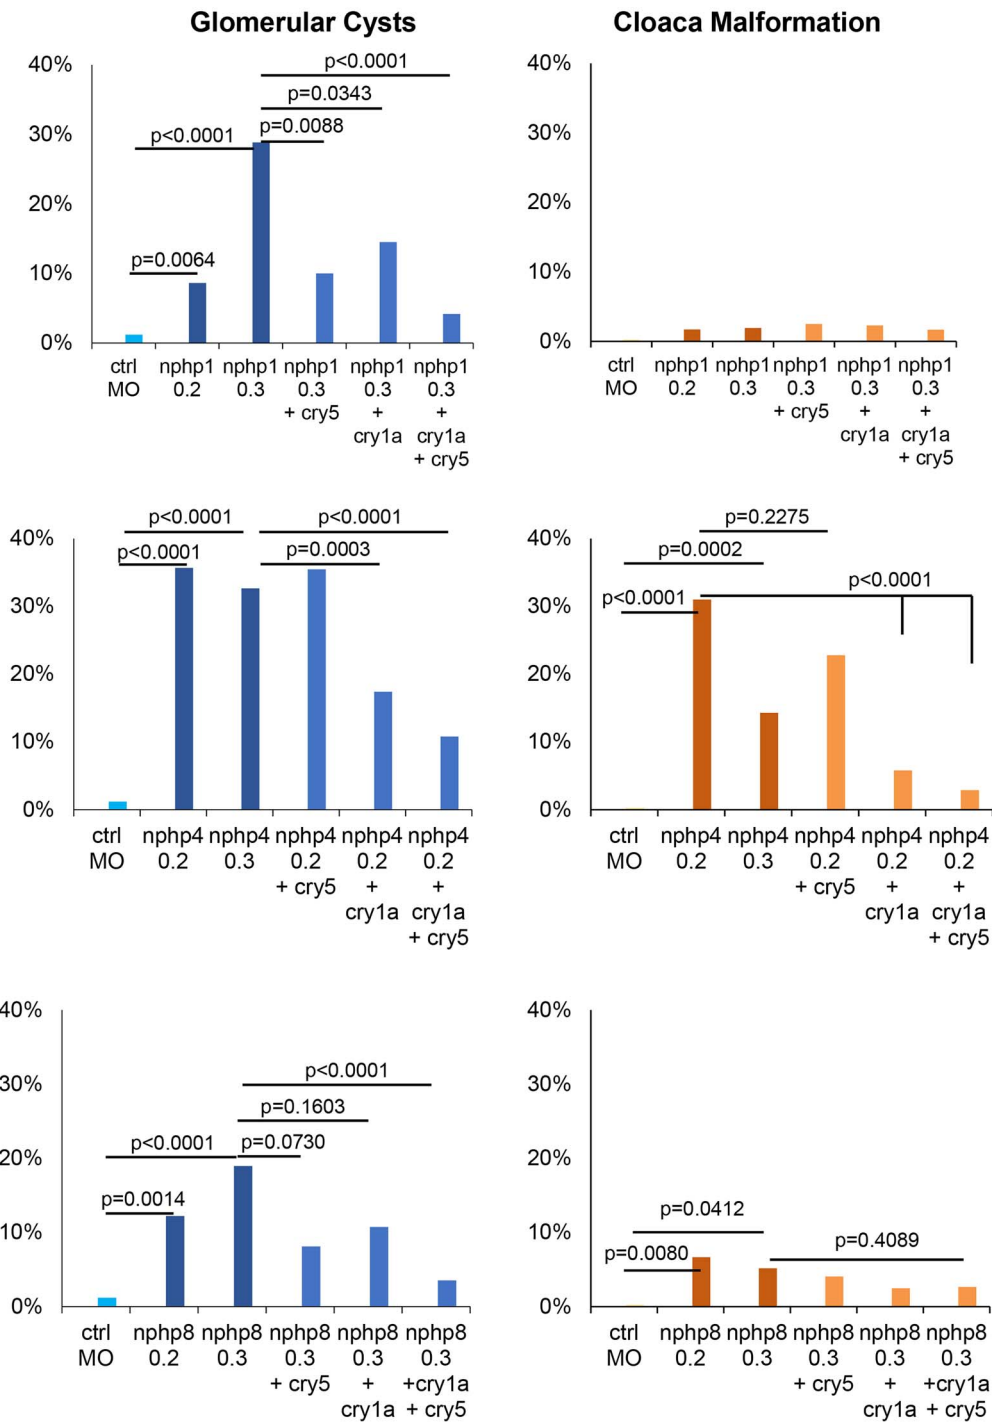 Glomerular Cysts
40%
30%
20%
10%
0%
p<0.0001
p=0.0343
p=0.0088
p<0.0001
p=0.0064
ctrl MO
nphp1 0.2
nphp1 0.3
nphp1 0.3 + cry5
nphp1 0.3 + cry1a
nphp1 0.3 + cry1a + cry5
Cloaca Malformation
40%
30%
20%
10%
0%
ctrl MO
nphp1 0.2
nphp1 0.3
nphp1 0.3 + cry5
nphp1 0.3 + cry1a
nphp1 0.3 + cry1a + cry5
40%
30%
20%
10%
0%
p<0.0001
p<0.0001
p<0.0001
p=0.0003
ctrl MO
nphp4 0.2
nphp4 0.3
nphp4 0.2 + cry5
nphp4 0.2 + cry1a
nphp4 0.2 + cry1a + cry5
40%
30%
20%
10%
0%
p=0.2275
p=0.0002
p<0.0001
p<0.0001
ctrl MO
nphp4 0.2
nphp4 0.3
nphp4 0.2 + cry5
nphp4 0.2 + cry1a
nphp4 0.2 + cry1a + cry5
40%
30%
20%
10%
0%
p<0.0001
p=0.1603
p<0.0001
p=0.0730
p=0.0014
ctrl MO
nphp8 0.2
nphp8 0.3
nphp8 0.3 + cry5
nphp8 0.3 + cry1a
nphp8 0.3 +cry1a + cry5
40%
30%
20%
10%
0%
p=0.0412
p=0.4089
p=0.0080
ctrl MO
nphp8 0.2
nphp8 0.3
nphp8 0.3 + cry5
nphp8 0.3 + cry1a
nphp8 0.3 +cry1a + cry5